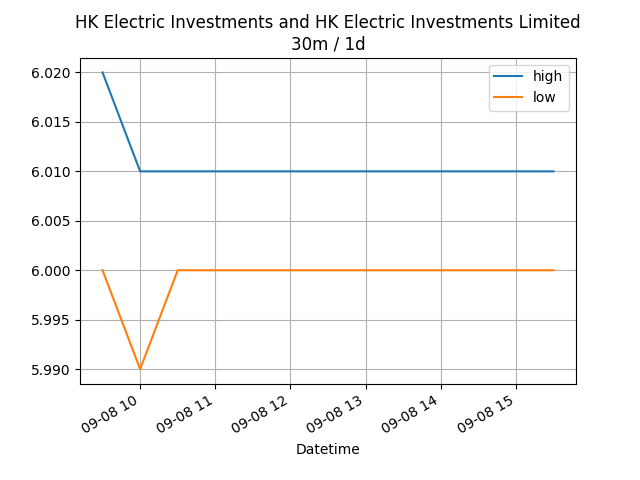 HK Electric Investments and HK Electric Investments Limited
30m / 1d
high
low
6.020
6.015
6.010
6.005
6.000
5.995
5.990
09-08 10
09-08 11
09-08 12
09-08 13
09-08 14
09-08 15
Datetime